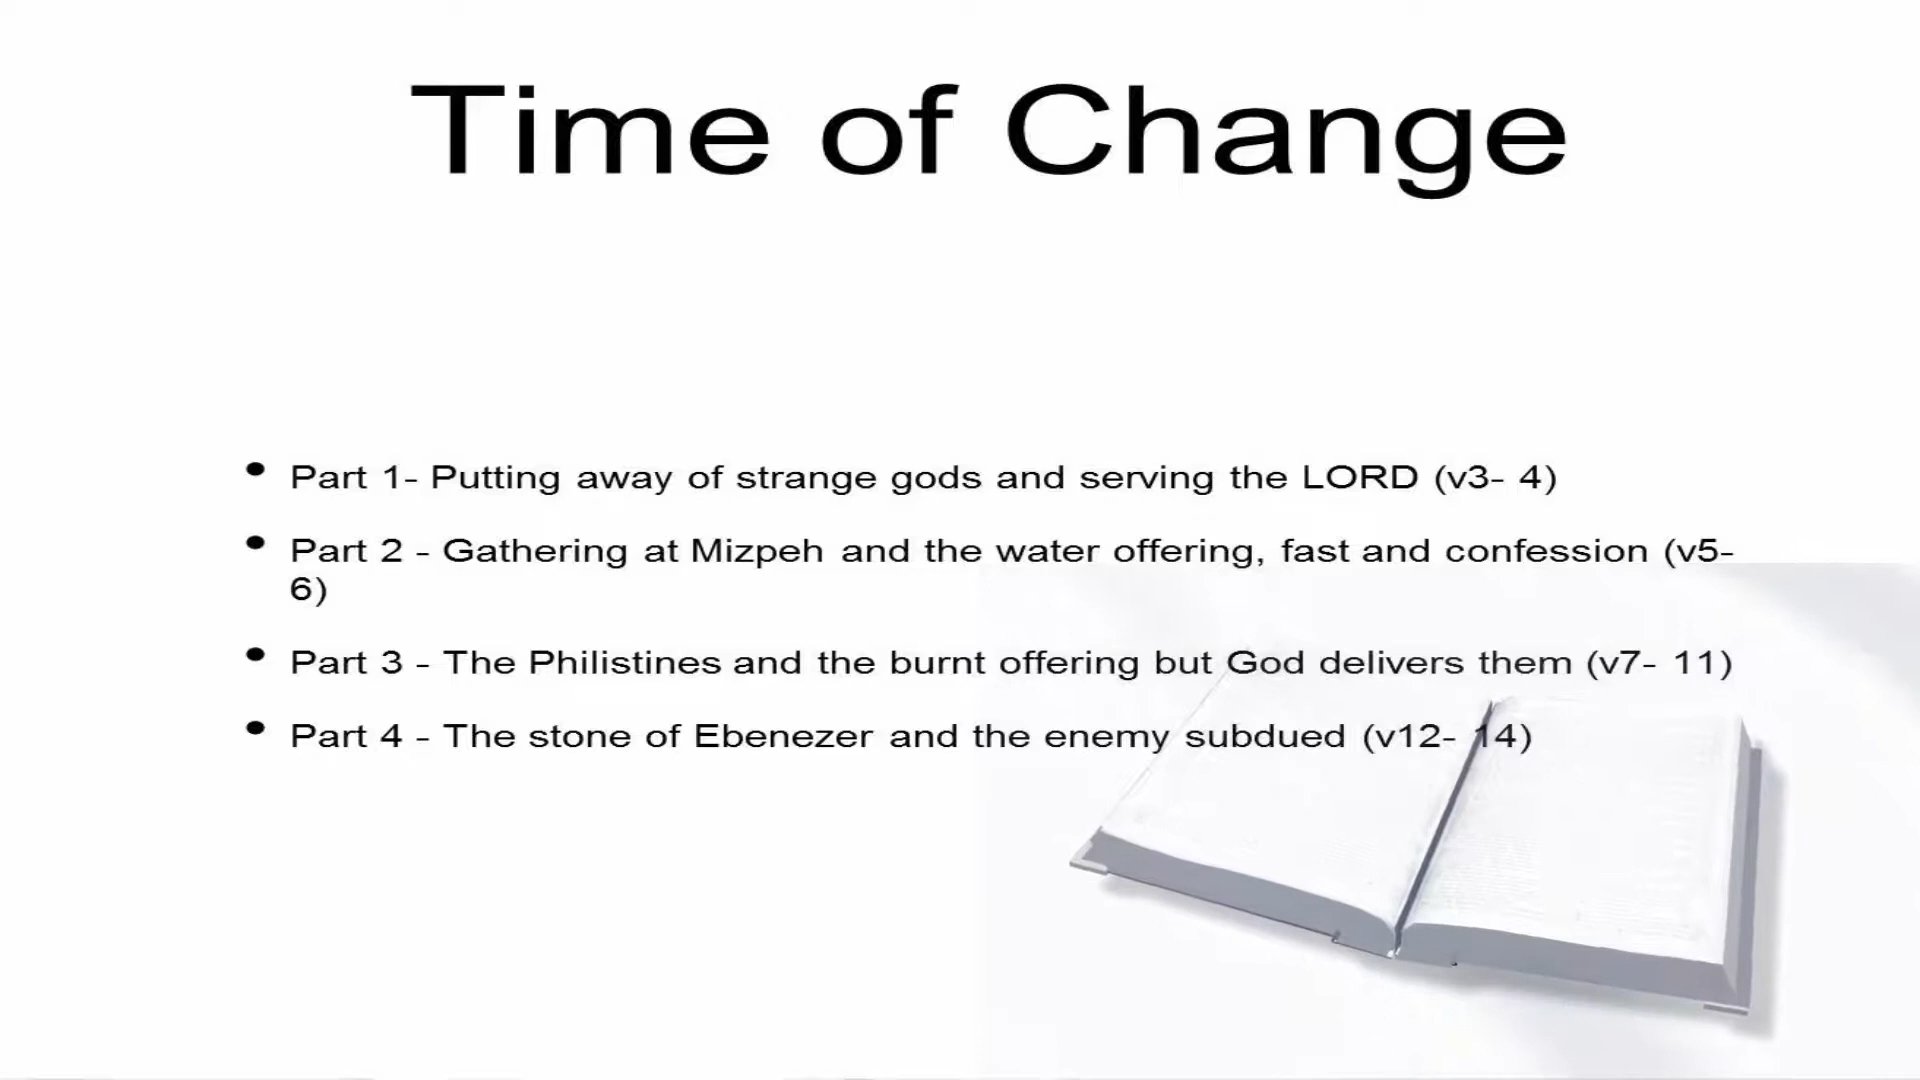 Time of Change
• Part 1- Putting away of strange gods and serving the LORD (v3- 4)
• Part 2 - Gathering at Mizpeh and the water offering, fast and confession (v5-
6)
• Part 3 - The Philistines and the burnt offering but God delivers them (v7- 11)
• Part 4 - The stone of Ebenezer and the enemy subdued (v12- 14)